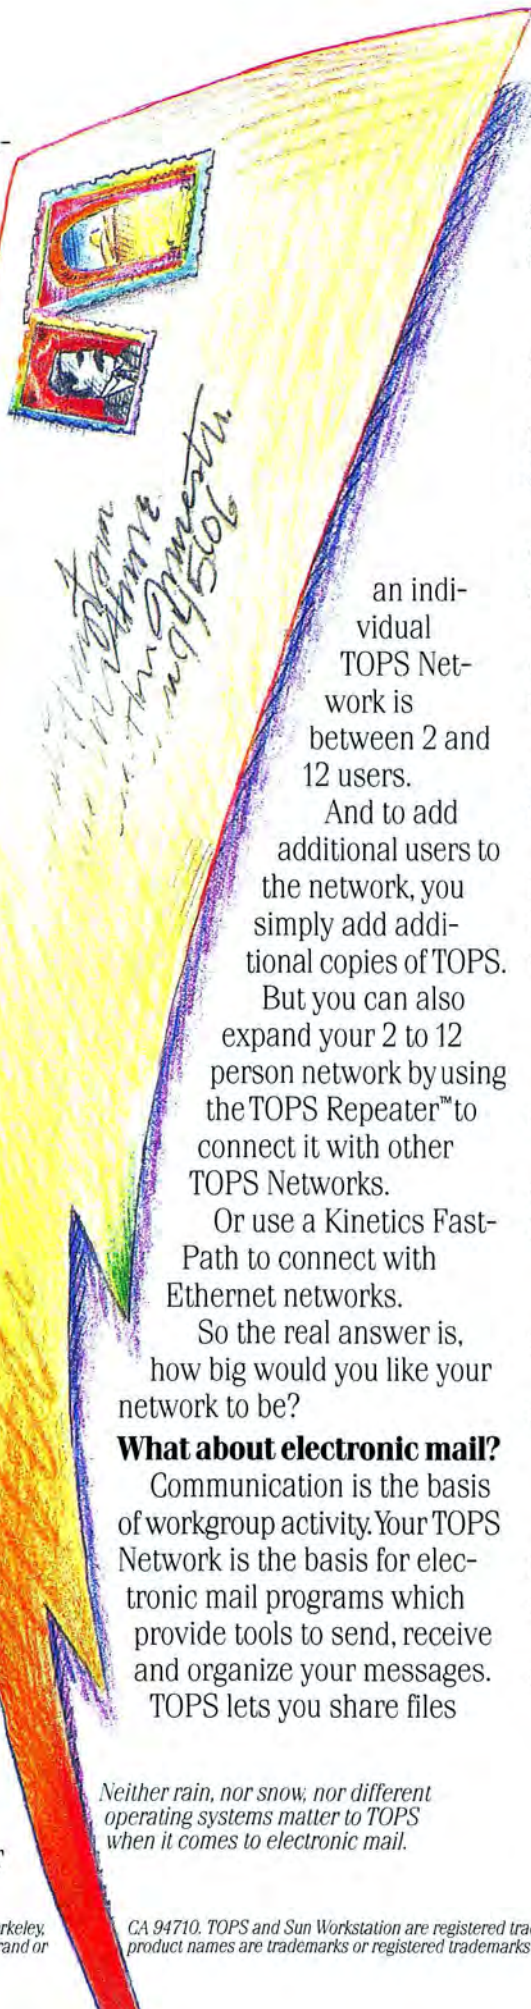 an indi-
vidual
TOPS Net-
work is
between 2 and
12 users.
And to add
additional users to
the network, you
simply add addi-
tional copies of TOPS.
But you can also
expand your 2 to 12
person network by using
the TOPS Repeater™ to
connect it with other
TOPS Networks.
Or use a Kinetics Fast-
Path to connect with
Ethernet networks.
So the real answer is,
how big would you like your
network to be?
What about electronic mail?
Communication is the basis
of workgroup activity. Your TOPS
Network is the basis for elec-
tronic mail programs which
provide tools to send, receive
and organize your messages.
TOPS lets you share files
Neither rain, nor snow, nor different
operating systems matter to TOPS
when it comes to electronic mail.
rkeley,
rand or
CA 94710. TOPS and Sun Workstation are registered tra
product names are trademarks or registered trademarks